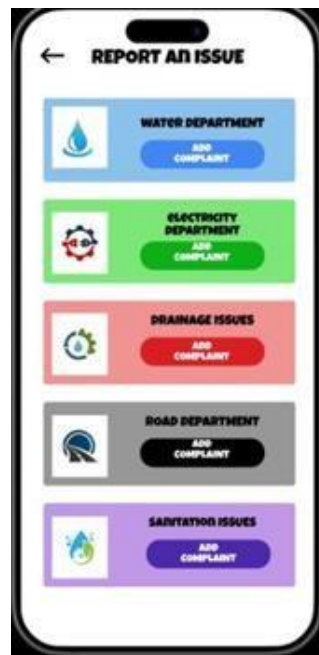 REPORT AN ISSUE
WATER DEPARTMENT
ADD
COMPLAINT
ELECTRICITY
DEPARTMENT
ADD
COMPLAINT
DRAINAGE ISSUES
ADD
COMPLAINT
ROAD DEPARTMENT
ADD
COMPLAINT
SANITATION ISSUES
ADD
COMPLAINT